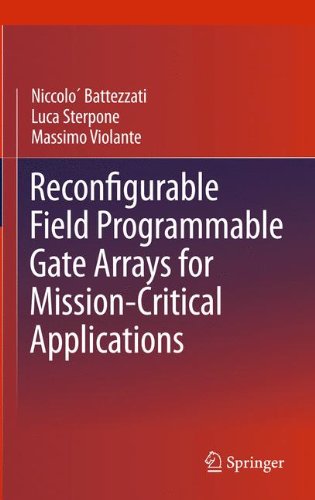 Niccolo´ Battezzati
Luca Sterpone
Massimo Violante
Reconfigurable
Field Programmable
Gate Arrays for
Mission-Critical
Applications
Springer